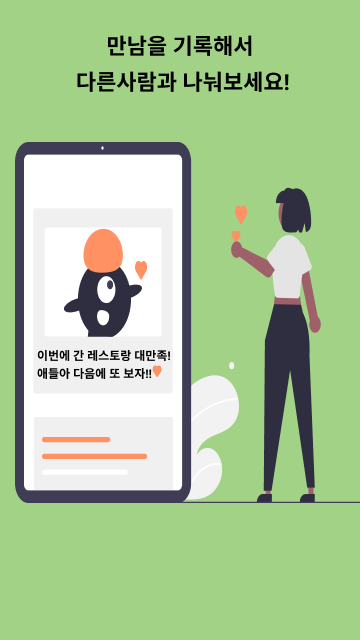 만남을 기록해서
다른사람과 나눠보세요!
이번에 간 레스토랑 대만족!
애들아 다음에 또 보자!!